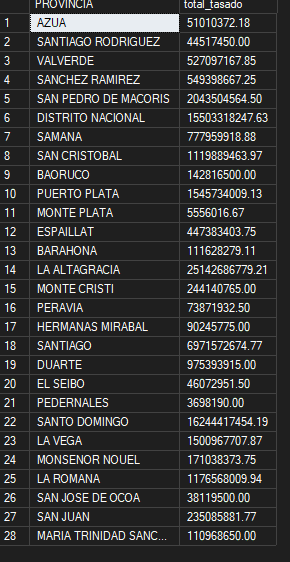 PROVINCIA total_tasado
1 AZUA 51010372.18
2 SANTIAGO RODRIGUEZ 44517450.00
3 VALVERDE 527097167.85
4 SANCHEZ RAMIREZ 549398667.25
5 SAN PEDRO DE MACORIS 2043504564.50
6 DISTRITO NACIONAL 15503318247.63
7 SAMANA 777959918.88
8 SAN CRISTOBAL 1119889463.97
9 BAORUCO 142816500.00
10 PUERTO PLATA 1545734009.13
11 MONTE PLATA 5556016.67
12 ESPAILLAT 447383403.75
13 BARAHONA 111628279.11
14 LA ALTAGRACIA 25142686779.21
15 MONTE CRISTI 244140765.00
16 PERAVIA 73871932.50
17 HERMANAS MIRABAL 90245775.00
18 SANTIAGO 6971572674.77
19 DUARTE 975393915.00
20 EL SEIBO 46072951.50
21 PEDERNALES 3698190.00
22 SANTO DOMINGO 16244417454.19
23 LA VEGA 1500967707.87
24 MONSENOR NOUEL 171038373.75
25 LA ROMANA 1176568009.94
26 SAN JOSE DE OCOA 38119500.00
27 SAN JUAN 235085881.77
28 MARIA TRINIDAD SANC... 110968650.00